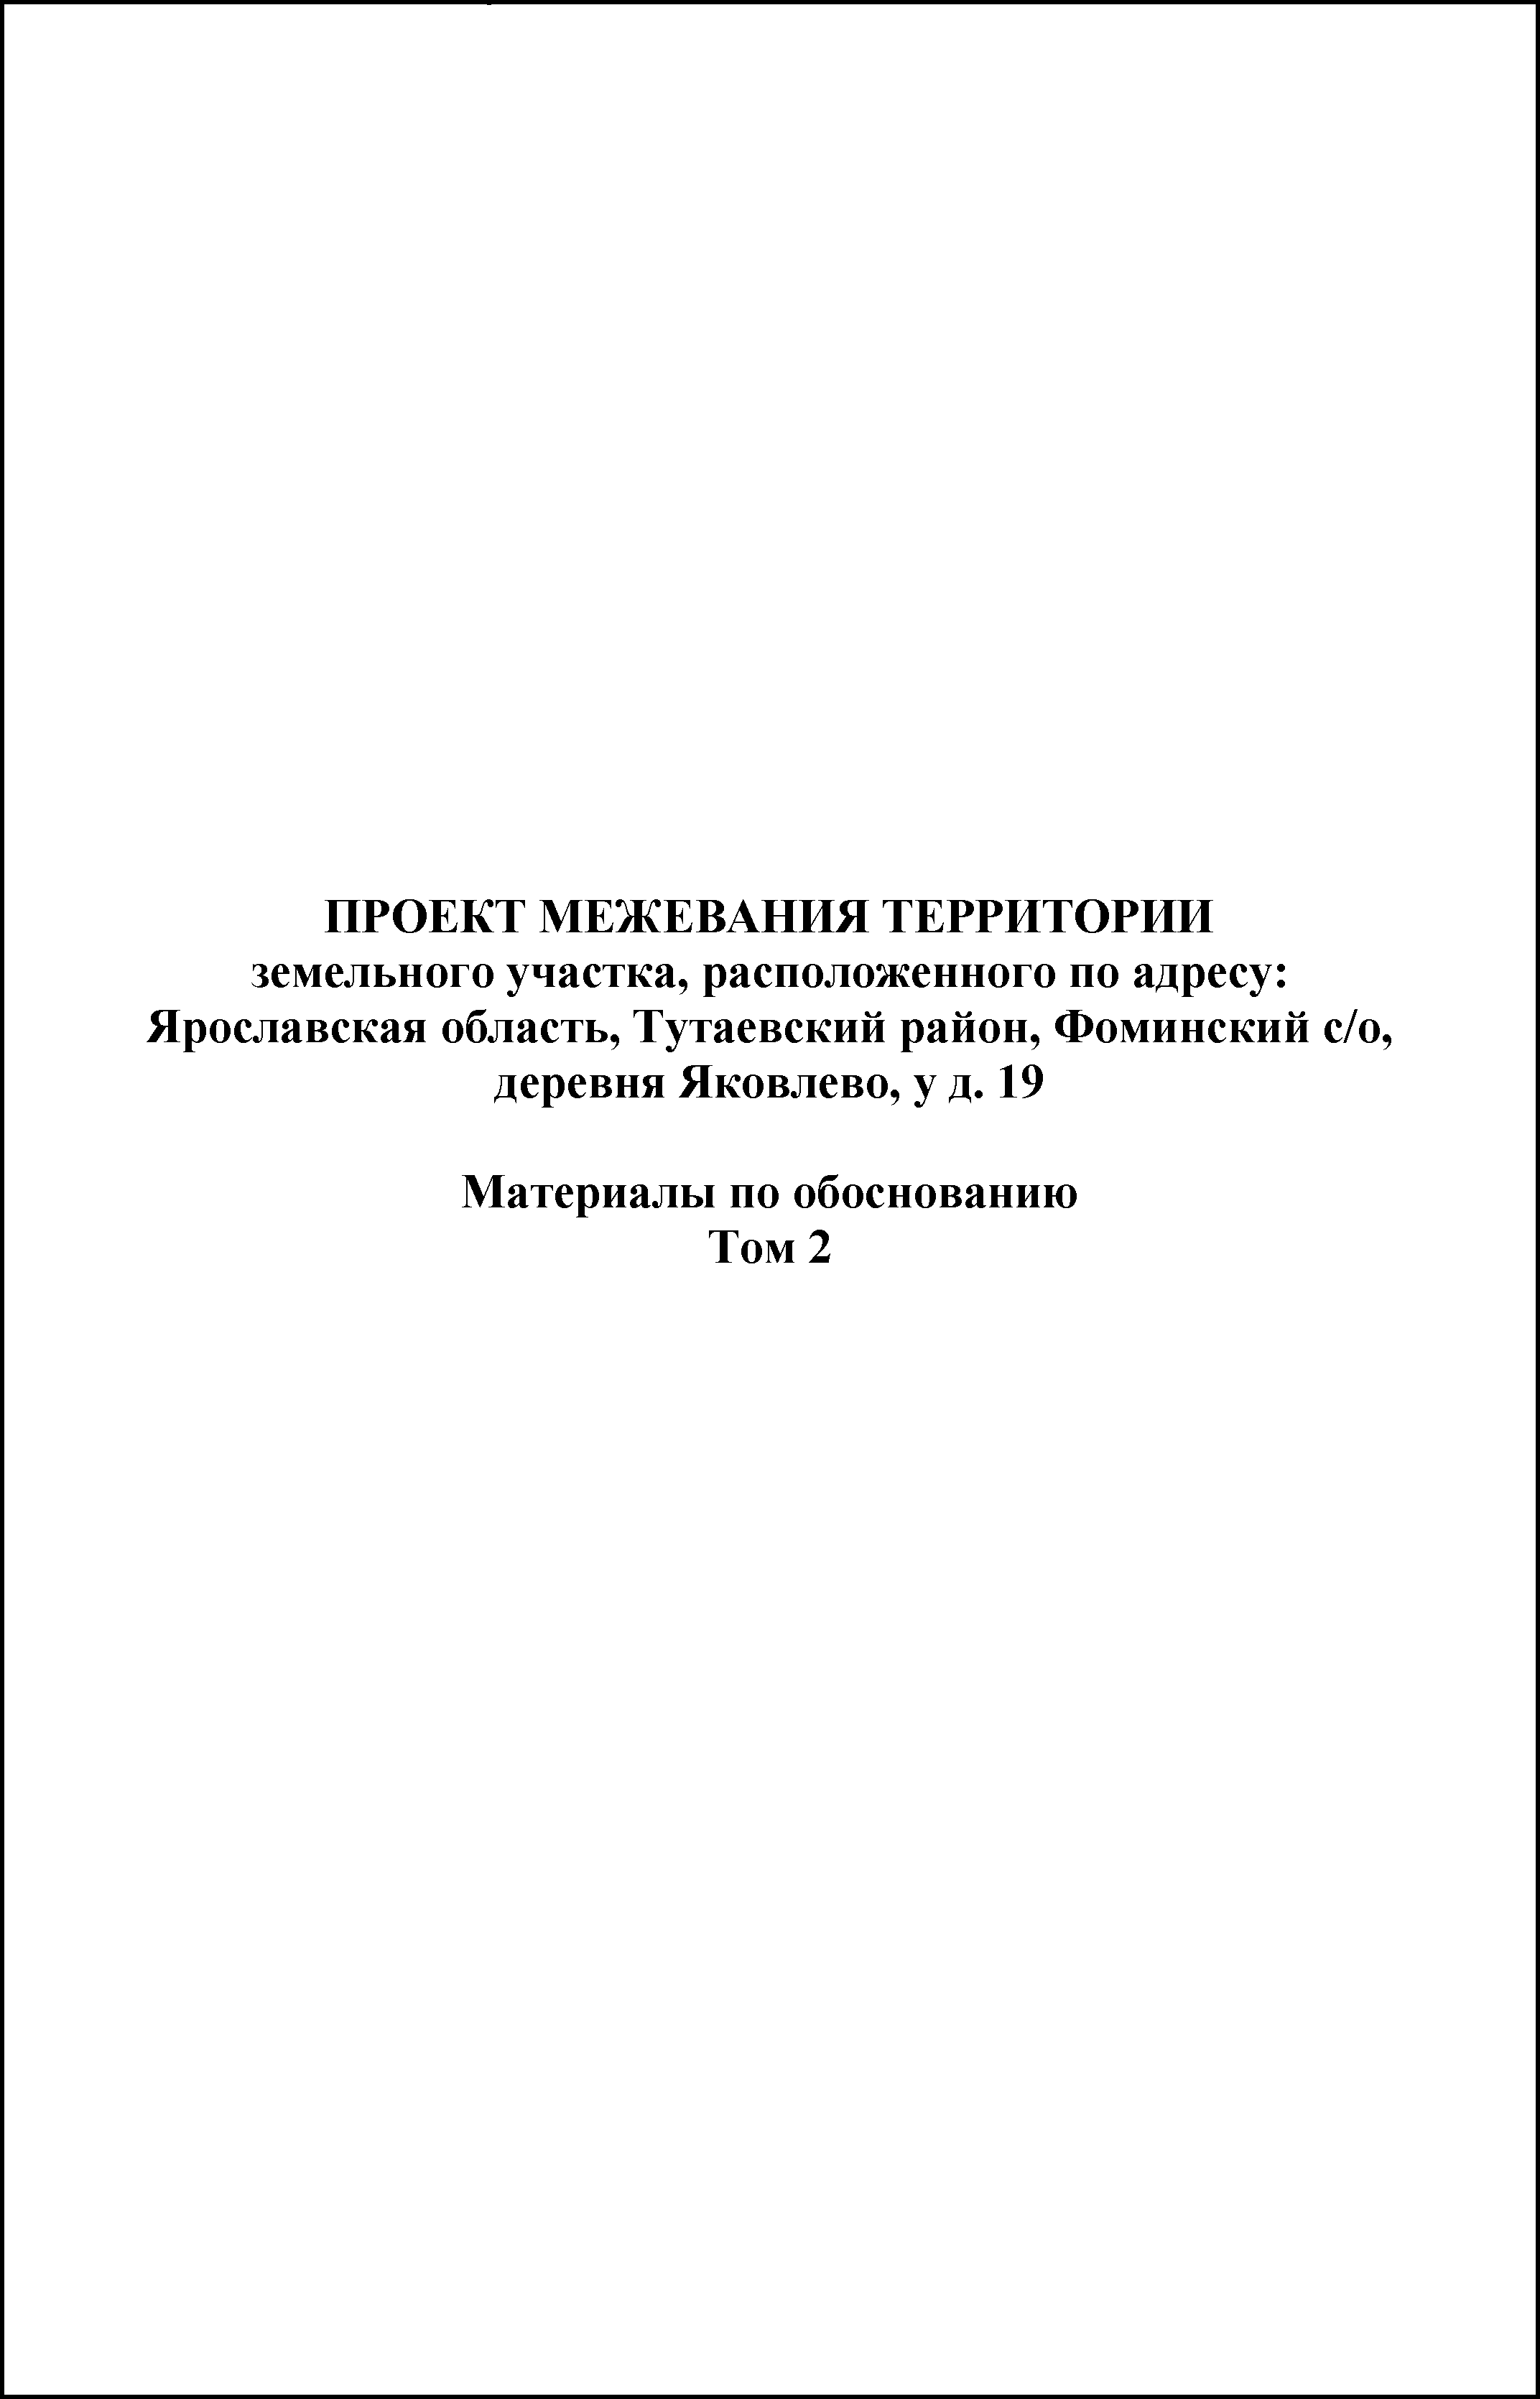 ПРОЕКТ МЕЖЕВАНИЯ ТЕРРИТОРИИ
земельного участка, расположенного по адресу:
Ярославская область, Тутаевский район, Фоминский с/о,
деревня Яковлево, у д. 19
Материалы по обоснованию
Том 2